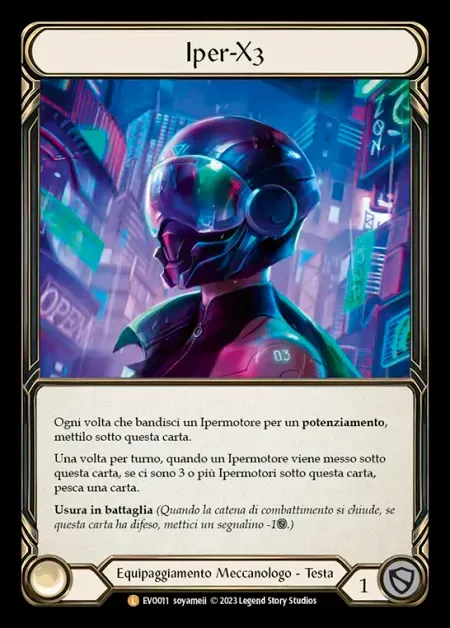 Iper-X3
OPEN
03
Ogni volta che bandisci un Ipermotore per un potenziamento,
mettilo sotto questa carta.
Una volta per turno, quando un Ipermotore viene messo sotto
questa carta, se ci sono 3 o più Ipermotori sotto questa carta,
pesca una carta.
Usura in battaglia (Quando la catena di combattimento si chiude, se
questa carta ha difeso, mettici un segnalino -1.)
Equipaggiamento Meccanologo - Testa
1
L EVO011 soyameii © 2023 Legend Story Studios